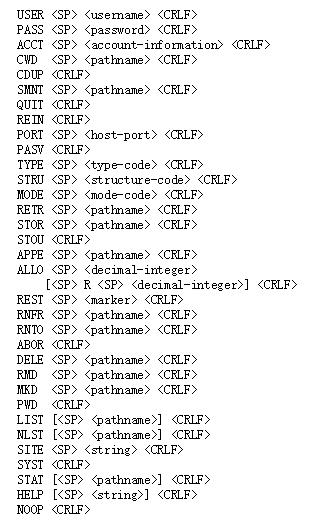 USER <SP> <username> <CRLF>
PASS <SP> <password> <CRLF>
ACCT <SP> <account-information> <CRLF>
CWD <SP> <pathname> <CRLF>
CDUP <CRLF>
SMNT <SP> <pathname> <CRLF>
QUIT <CRLF>
REIN <CRLF>
PORT <SP> <host-port> <CRLF>
PASV <CRLF>
TYPE <SP> <type-code> <CRLF>
STRU <SP> <structure-code> <CRLF>
MODE <SP> <mode-code> <CRLF>
RETR <SP> <pathname> <CRLF>
STOR <SP> <pathname> <CRLF>
STOU <CRLF>
APPE <SP> <pathname> <CRLF>
ALLO <SP> <decimal-integer>
[<SP> R <SP> <decimal-integer>] <CRLF>
REST <SP> <marker> <CRLF>
RNFR <SP> <pathname> <CRLF>
RNTO <SP> <pathname> <CRLF>
ABOR <CRLF>
DELE <SP> <pathname> <CRLF>
RMD <SP> <pathname> <CRLF>
MKD <SP> <pathname> <CRLF>
PWD <CRLF>
LIST [<SP> <pathname>] <CRLF>
NLST [<SP> <pathname>] <CRLF>
SITE <SP> <string> <CRLF>
SYST <CRLF>
STAT [<SP> <pathname>] <CRLF>
HELP [<SP> <string>] <CRLF>
NOOP <CRLF>